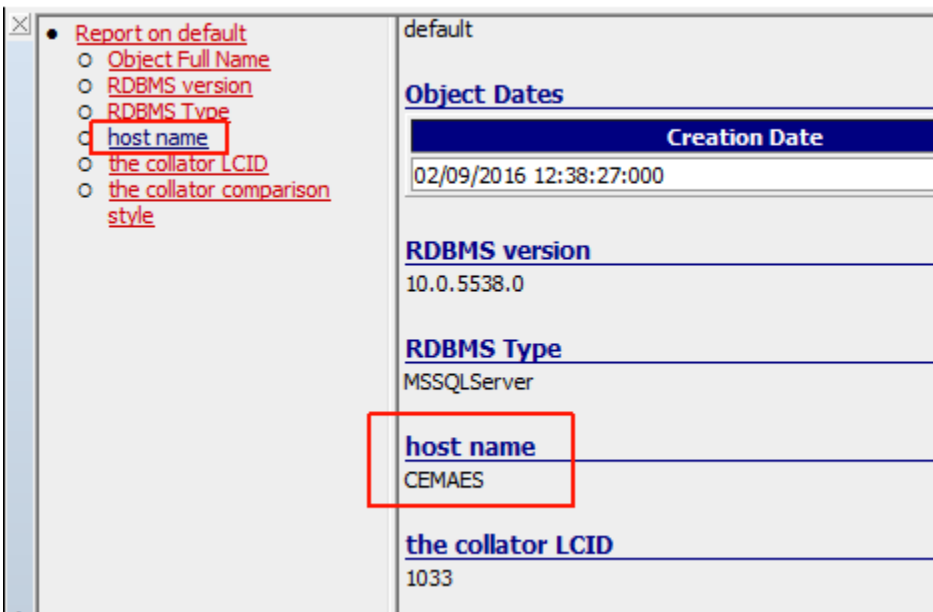 Report on default
Object Full Name
RDBMS version
RDBMS Type
host name
the collator LCID
the collator comparison
style
default
Object Dates
Creation Date
02/09/2016 12:38:27:000
RDBMS version
10.0.5538.0
RDBMS Type
MSSQLServer
host name
CEMAES
the collator LCID
1033